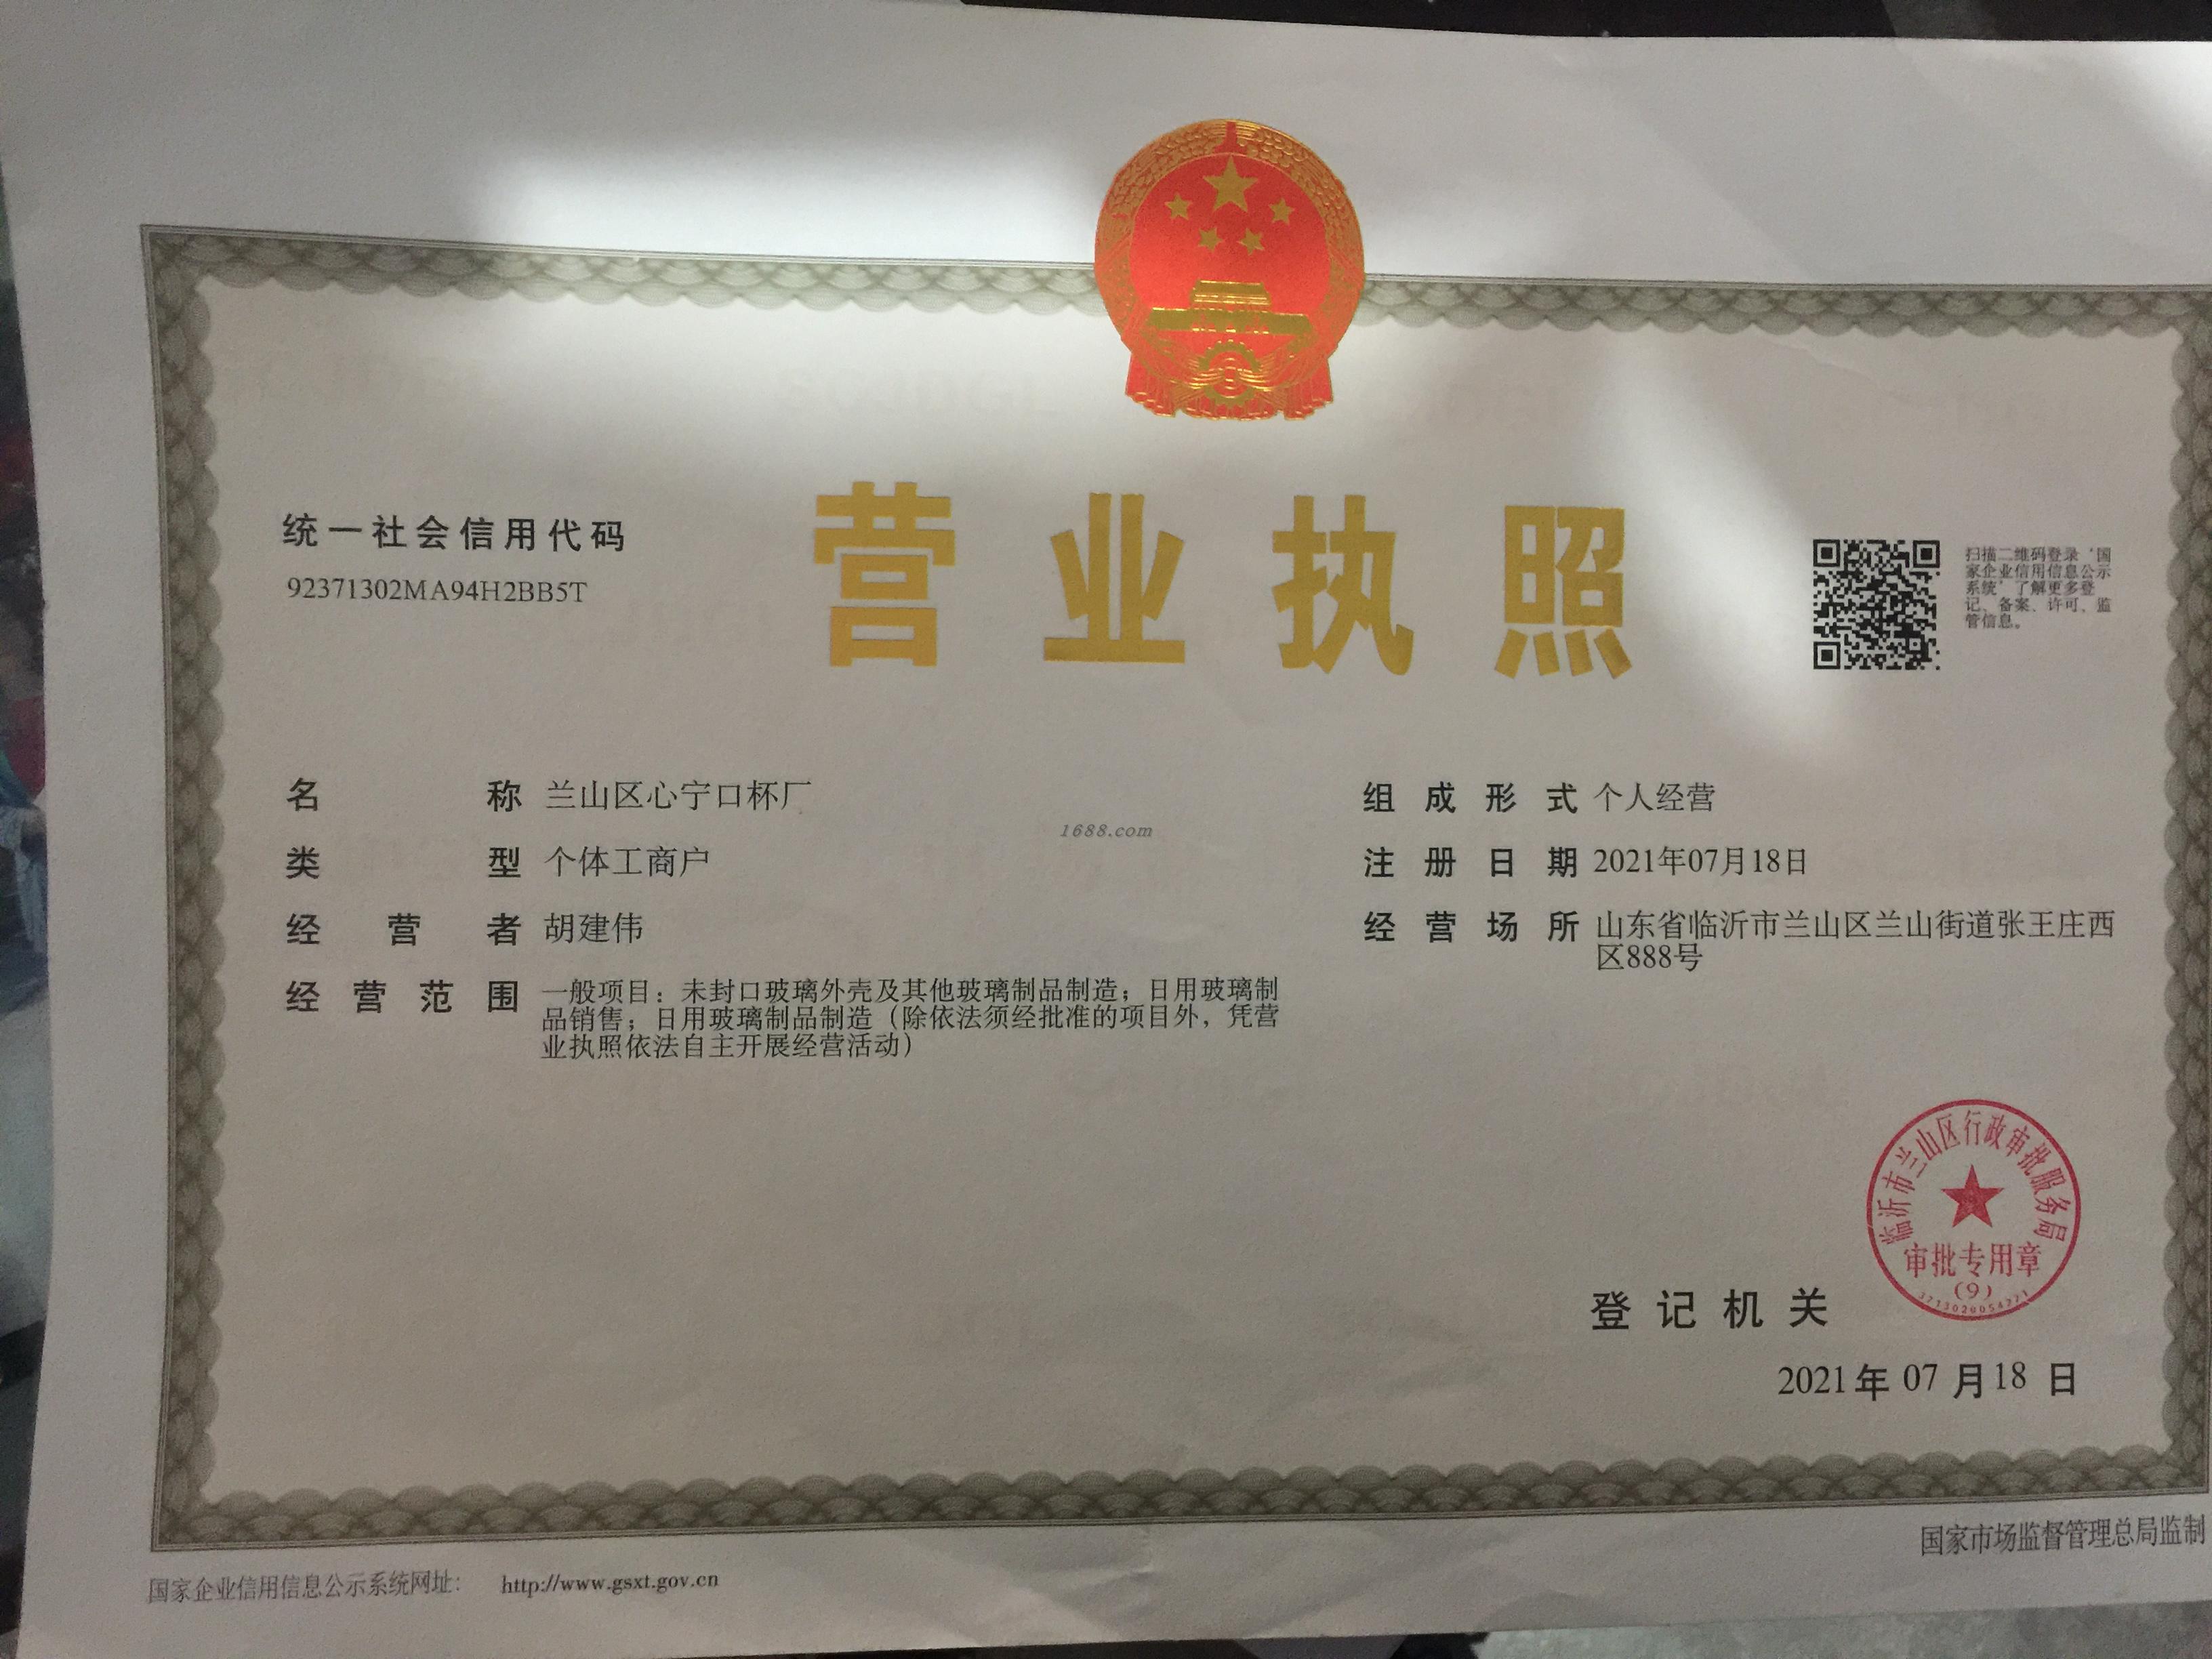 营业执照
统一社会信用代码
92371302MA94H2BB5T
扫描二维码登录‘国
家企业信用信息公示
系统’了解更多登
记、备案、许可、监
管信息。
名称 兰山区心宁口杯厂
类型 个体工商户
经营者 胡建伟
经营范围 一般项目：未封口玻璃外壳及其他玻璃制品制造；日用玻璃制
品销售；日用玻璃制品制造（除依法须经批准的项目外，凭营
业执照依法自主开展经营活动）
1688.com
组成形式 个人经营
注册日期 2021年07月18日
经营场所 山东省临沂市兰山区兰山街道张王庄西
区888号
临沂市兰山区行政审批服务局
审批专用章
(9)
3713020054771
登记机关
2021年07月18日
国家企业信用信息公示系统网址： http://www.gsxt.gov.cn
国家市场监督管理总局监制